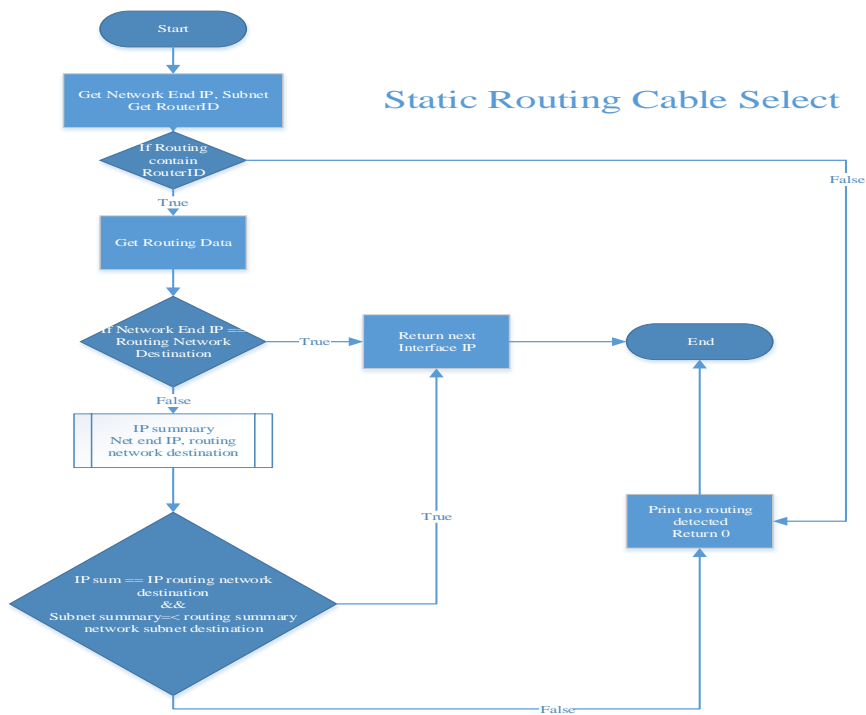 Start
Get Network End IP, Subnet
Get RouterID
Static Routing Cable Select
If Routing
contain
RouterID
False
True
Get Routing Data
If Network End IP ==
Routing Network
Destination
True
Return next
Interface IP
End
False
IP summary
Net end IP, routing
network destination
True
Print no routing
detected
Return 0
IP sum == IP routing network
destination
&&
Subnet summary=< routing summary
network subnet destination
False